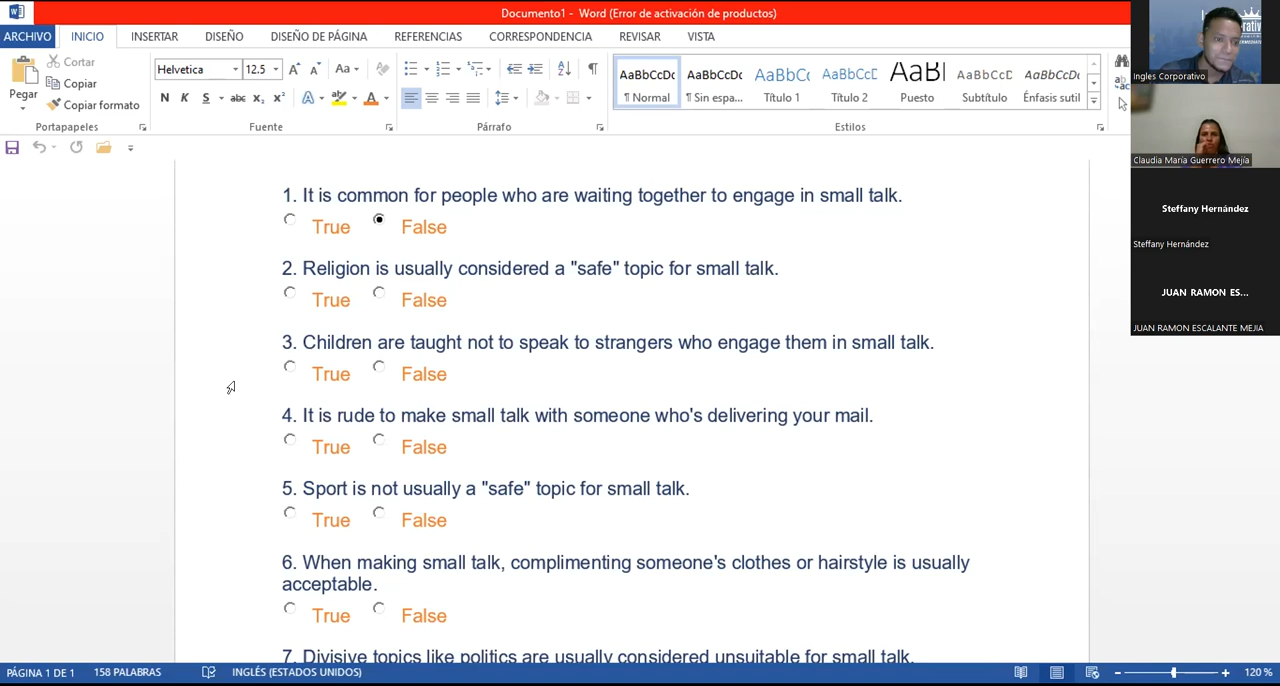 Documento1 - Word (Error de activación de productos)
ARCHIVO INICIO INSERTAR DISEÑO DISEÑO DE PÁGINA REFERENCIAS CORRESPONDENCIA REVISAR VISTA
Pegar
Cortar
Copiar
Copiar formato
Portapapeles
Helvetica 12.5
Fuente
Párrafo
AaBbCcDc AaBbCcDc AaBbCc AaBbCcE AaBl AaBbCcD AaBbCcDc
¶ Normal ¶ Sin espa... Título 1 Título 2 Puesto Subtítulo Énfasis sutil
Estilos
1. It is common for people who are waiting together to engage in small talk.
True False
2. Religion is usually considered a "safe" topic for small talk.
True False
3. Children are taught not to speak to strangers who engage them in small talk.
True False
4. It is rude to make small talk with someone who's delivering your mail.
True False
5. Sport is not usually a "safe" topic for small talk.
True False
6. When making small talk, complimenting someone's clothes or hairstyle is usually
acceptable.
True False
7. Divisive topics like politics are usually considered unsuitable for small talk.
PÁGINA 1 DE 1 158 PALABRAS INGLÉS (ESTADOS UNIDOS) 120 %
Ingles Corporativo
Claudia María Guerrero Mejía
Steffany Hernández
Steffany Hernández
JUAN RAMON ES...
JUAN RAMON ESCALANTE MEJIA